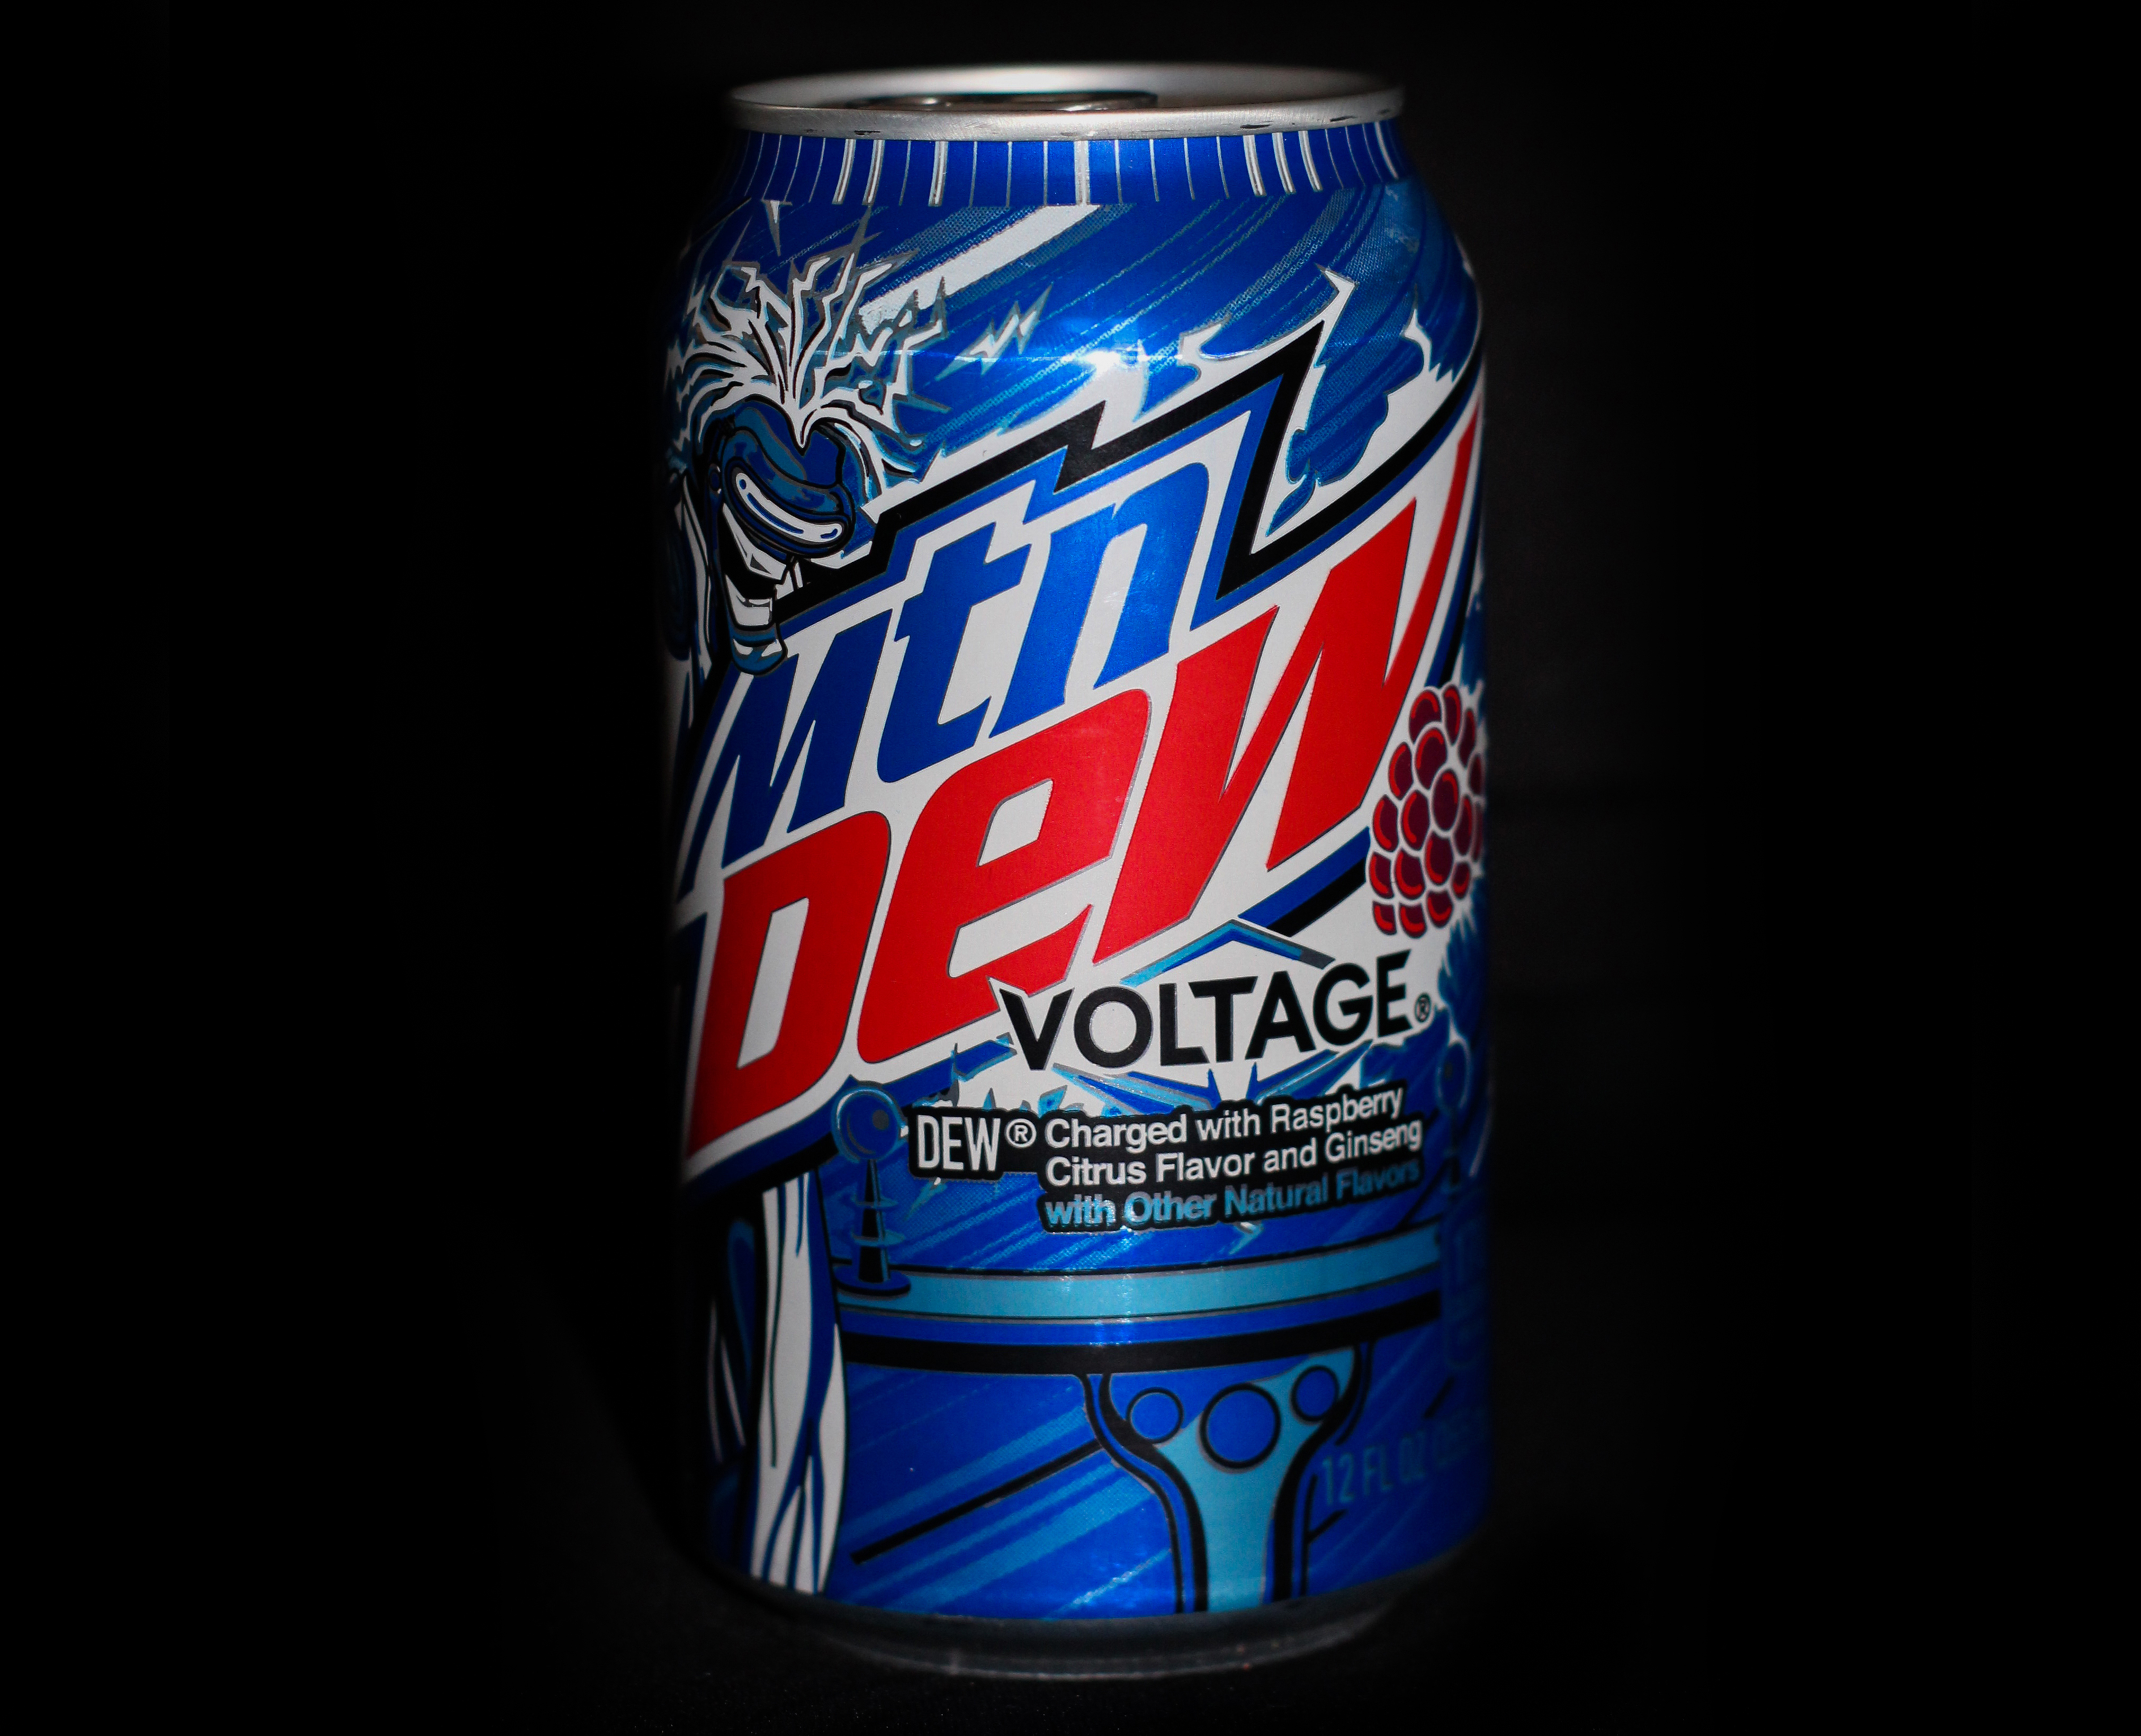 Mtn
Dew
VOLTAGE®
DEW® Charged with Raspberry
Citrus Flavor and Ginseng
with Other Natural Flavors
12 FL OZ